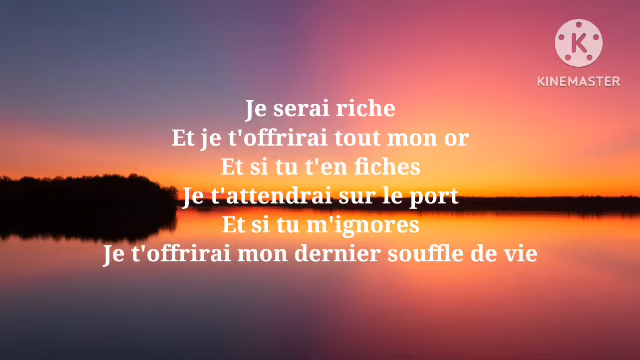 KINEMASTER
Je serai riche
Et je t'offrirai tout mon or
Et si tu t'en fiches
Je t'attendrai sur le port
Et si tu m'ignores
Je t'offrirai mon dernier souffle de vie